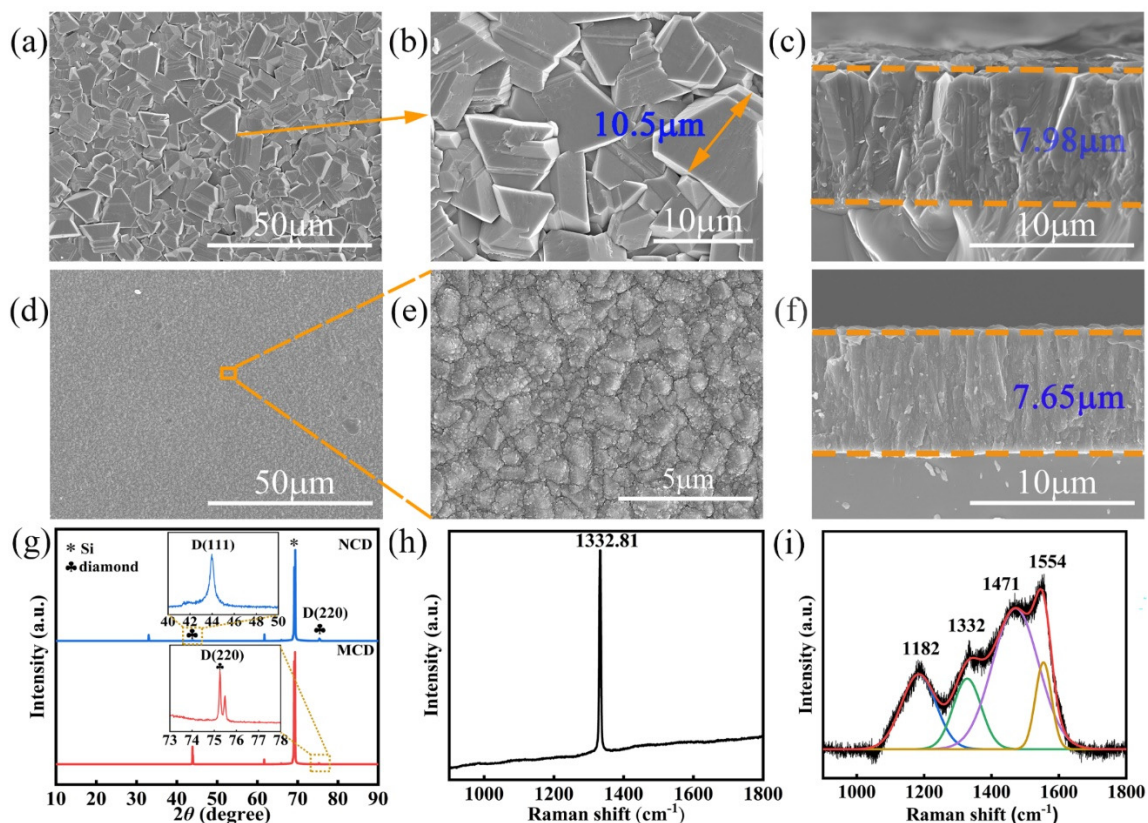 (a)
50μm
(b)
10.5μm
10μm
(c)
7.98μm
10μm
(d)
50μm
(e)
5μm
(f)
7.65μm
10μm
(g)
* Si
♣diamond
NCD
D(111)
40 42 44 46 48 50
D(220)
MCD
D(220)
73 74 75 76 77 78
Intensity (a.u.)
10 20 30 40 50 60 70 80 90
2θ (degree)
(h)
1332.81
Intensity (a.u.)
1000 1200 1400 1600 1800
Raman shift (cm⁻¹)
(i)
1182
1332
1471
1554
Intensity (a.u.)
1000 1200 1400 1600 1800
Raman shift (cm⁻¹)